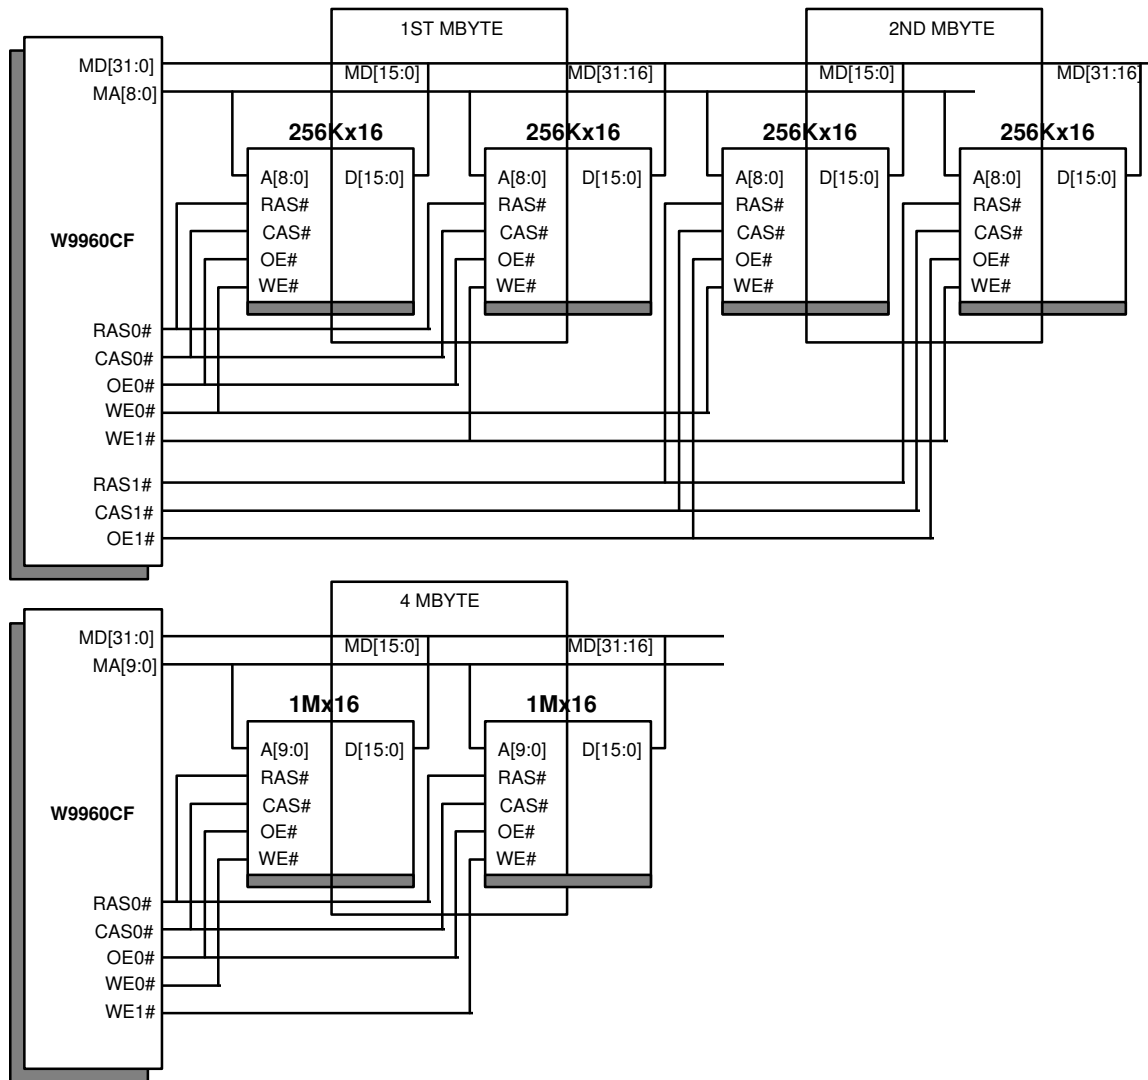 1ST MBYTE 2ND MBYTE
MD[31:0] MD[15:0] MD[31:16] MD[15:0] MD[31:16]
MA[8:0]
256Kx16 256Kx16 256Kx16 256Kx16
A[8:0] D[15:0] A[8:0] D[15:0] A[8:0] D[15:0] A[8:0] D[15:0]
RAS# RAS# RAS# RAS#
W9960CF CAS# CAS# CAS# CAS#
OE# OE# OE# OE#
WE# WE# WE# WE#
RAS0#
CAS0#
OE0#
WE0#
WE1#
RAS1#
CAS1#
OE1#
4 MBYTE
MD[31:0] MD[15:0] MD[31:16]
MA[9:0]
1Mx16 1Mx16
A[9:0] D[15:0] A[9:0] D[15:0]
RAS# RAS#
W9960CF CAS# CAS#
OE# OE#
WE# WE#
RAS0#
CAS0#
OE0#
WE0#
WE1#